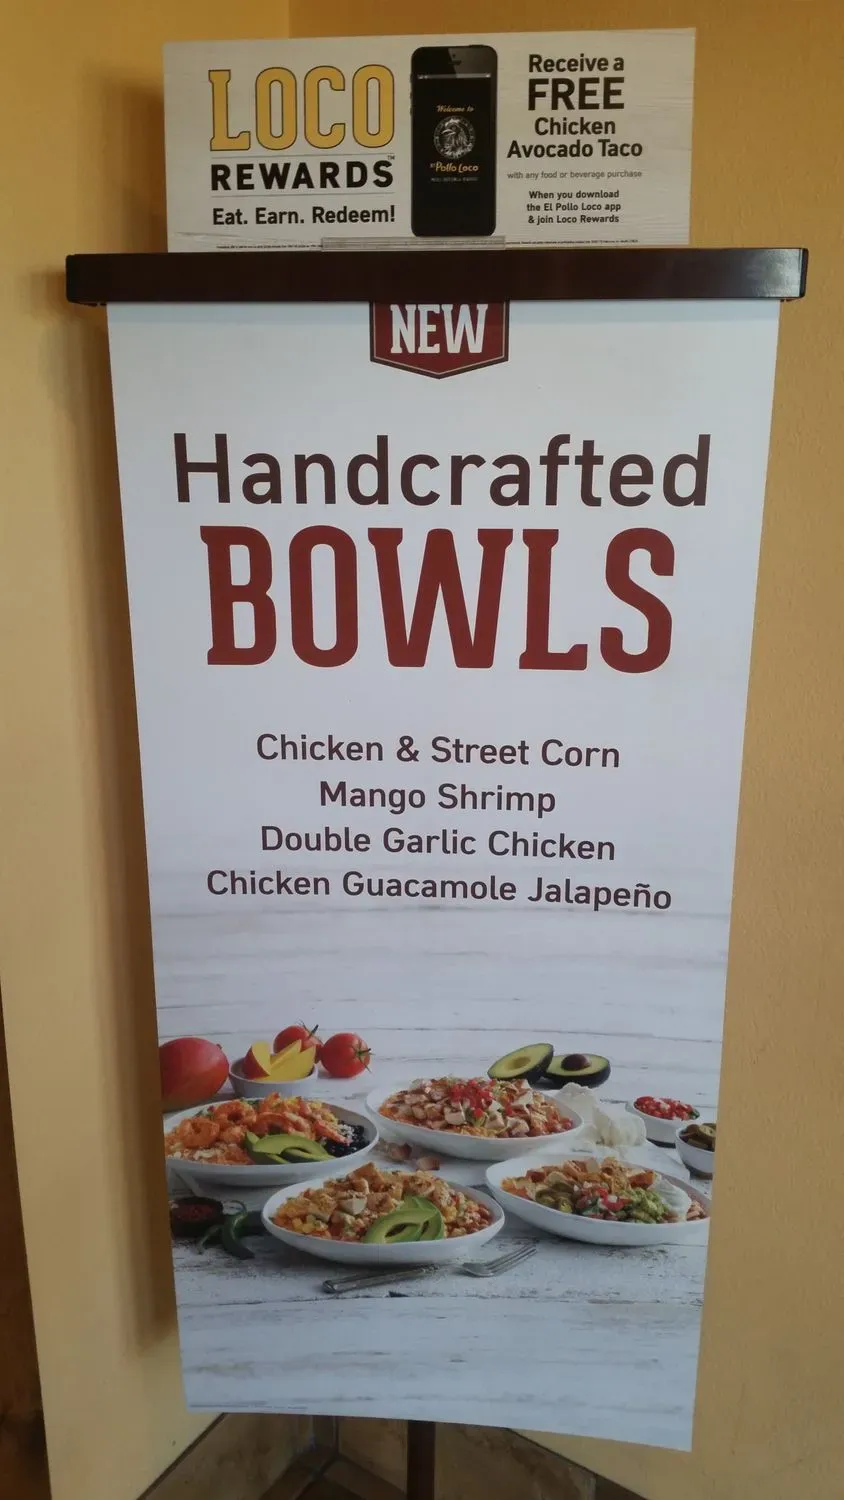 LOCO
REWARDS™
Eat. Earn. Redeem!
Welcome to
El Pollo Loco
Receive a
FREE
Chicken
Avocado Taco
with any food or beverage purchase
When you download
the El Pollo Loco app
& join Loco Rewards
NEW
Handcrafted
BOWLS
Chicken & Street Corn
Mango Shrimp
Double Garlic Chicken
Chicken Guacamole Jalapeño